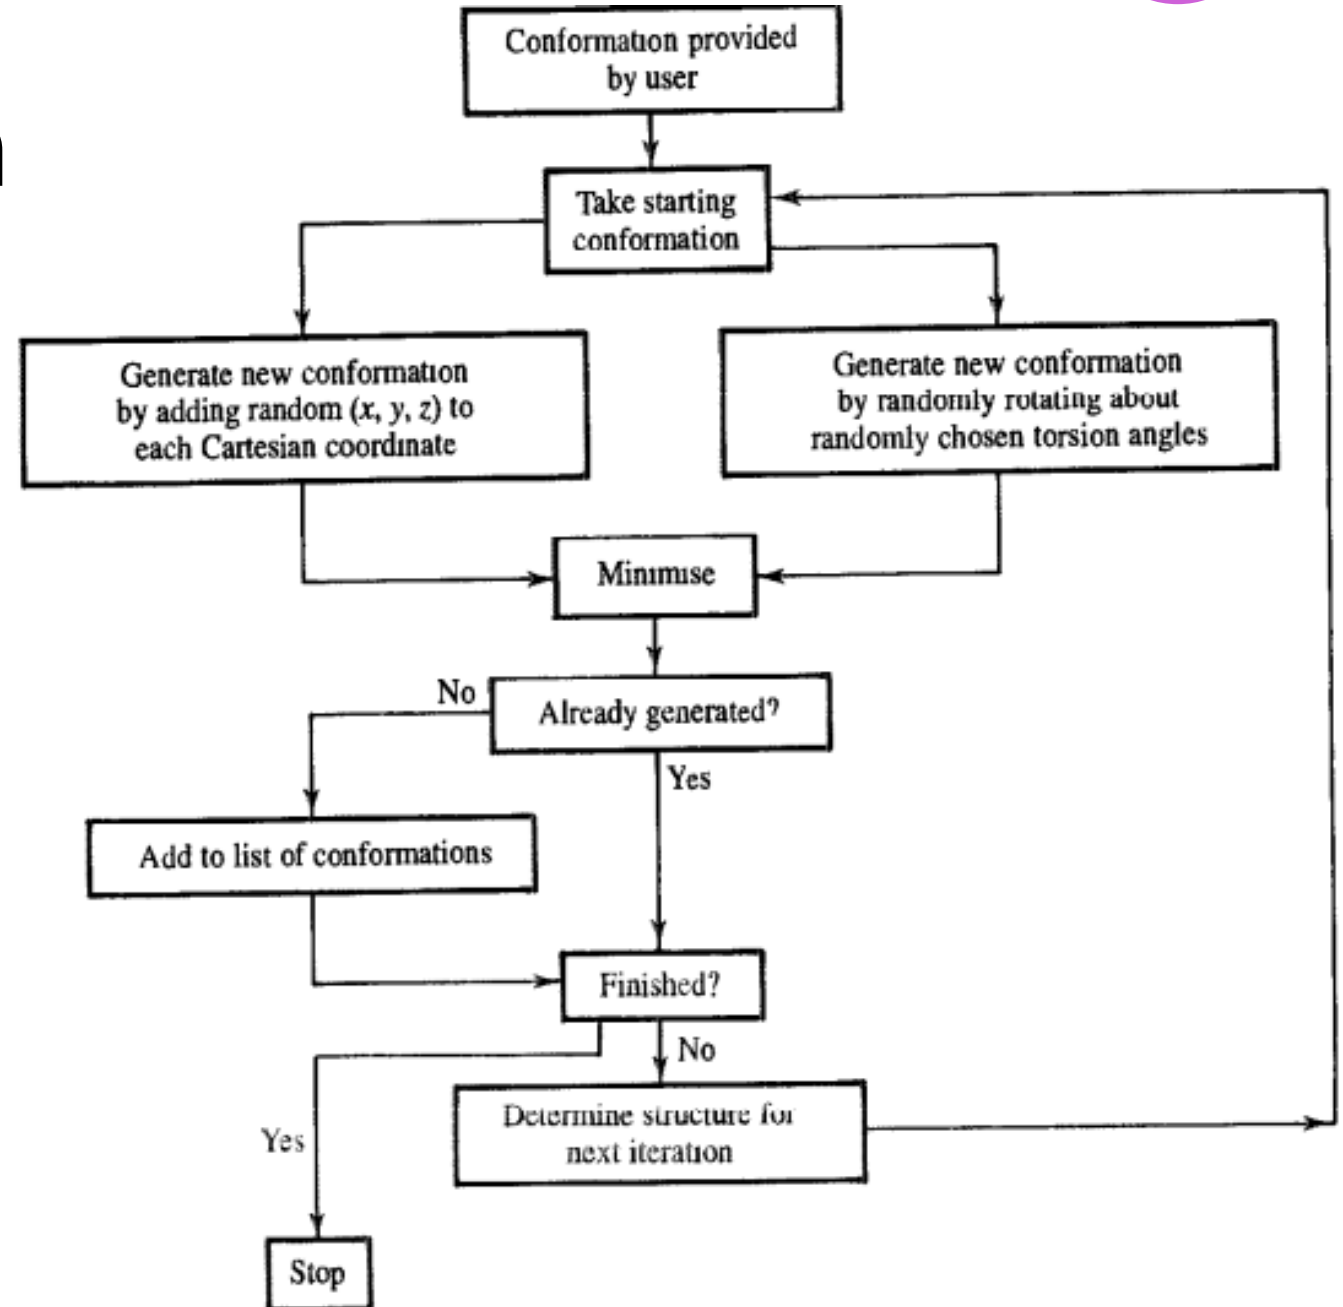 Conformation provided
by user
Take starting
conformation
Generate new conformation
by adding random (x, y, z) to
each Cartesian coordinate
Generate new conformation
by randomly rotating about
randomly chosen torsion angles
Minimise
No
Already generated?
Yes
Add to list of conformations
Finished?
No
Determine structure for
next iteration
Yes
Stop